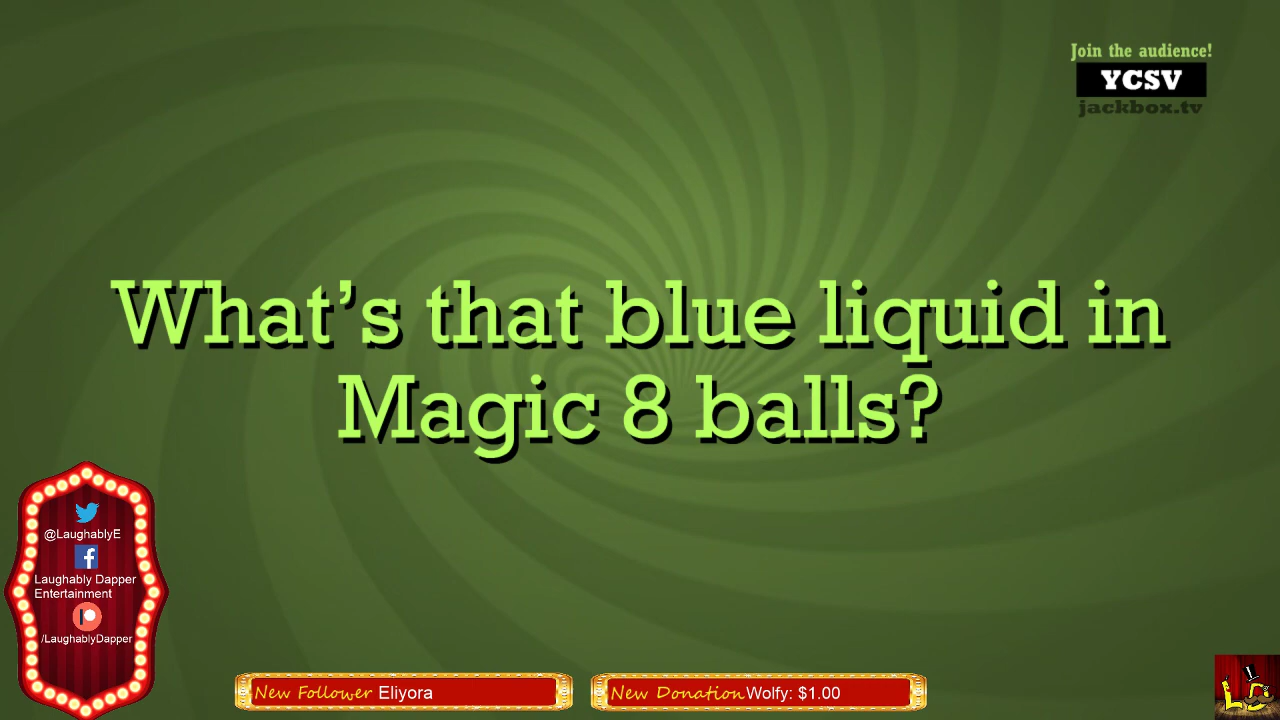 Join the audience!
YCSV
jackbox.tv
What's that blue liquid in
Magic 8 balls?
@LaughablyE
Laughably Dapper
Entertainment
/LaughablyDapper
New Follower Eliyora
New Donation Wolfy: $1.00
LD